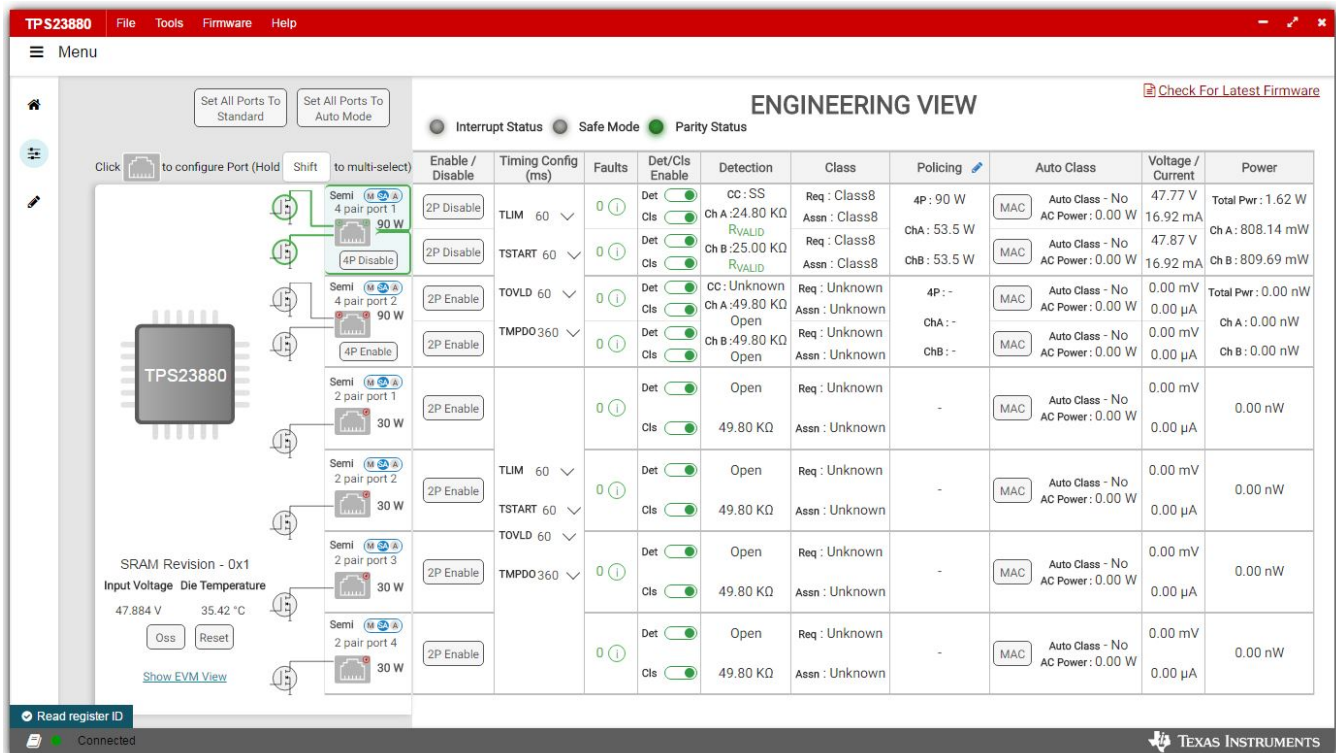 TPS23880 File Tools Firmware Help
Menu
Set All Ports To Standard
Set All Ports To Auto Mode
ENGINEERING VIEW
Check For Latest Firmware
Interrupt Status Safe Mode Parity Status
Click to configure Port (Hold Shift to multi-select)
Enable / Disable
Timing Config (ms)
Faults
Det/Cls Enable
Detection
Class
Policing
Auto Class
Voltage / Current
Power
Semi M SA A
4 pair port 1
90 W
4P Disable
2P Disable
2P Disable
TLIM 60
TSTART 60
TOVLD 60
TMPDO 360
0 i
0 i
Det
Cls
Det
Cls
CC : SS
Ch A :24.80 KΩ
RVALID
Ch B :25.00 KΩ
RVALID
Req : Class8
Assn : Class8
Req : Class8
Assn : Class8
4P : 90 W
ChA : 53.5 W
ChB : 53.5 W
MAC
Auto Class - No
AC Power : 0.00 W
MAC
Auto Class - No
AC Power : 0.00 W
47.77 V
16.92 mA
47.87 V
16.92 mA
Total Pwr : 1.62 W
Ch A : 808.14 mW
Ch B : 809.69 mW
Semi M SA A
4 pair port 2
90 W
4P Enable
2P Enable
2P Enable
0 i
0 i
Det
Cls
Det
Cls
CC : Unknown
Ch A :49.80 KΩ
Open
Ch B :49.80 KΩ
Open
Req : Unknown
Assn : Unknown
Req : Unknown
Assn : Unknown
4P : -
ChA : -
ChB : -
MAC
Auto Class - No
AC Power : 0.00 W
MAC
Auto Class - No
AC Power : 0.00 W
0.00 mV
0.00 µA
0.00 mV
0.00 µA
Total Pwr : 0.00 nW
Ch A : 0.00 nW
Ch B : 0.00 nW
TPS23880
Semi M SA A
2 pair port 1
30 W
2P Enable
0 i
Det
Cls
Open
49.80 KΩ
Req : Unknown
Assn : Unknown
-
MAC
Auto Class - No
AC Power : 0.00 W
0.00 mV
0.00 µA
0.00 nW
Semi M SA A
2 pair port 2
30 W
2P Enable
TLIM 60
TSTART 60
TOVLD 60
TMPDO 360
0 i
Det
Cls
Open
49.80 KΩ
Req : Unknown
Assn : Unknown
-
MAC
Auto Class - No
AC Power : 0.00 W
0.00 mV
0.00 µA
0.00 nW
Semi M SA A
2 pair port 3
30 W
2P Enable
0 i
Det
Cls
Open
49.80 KΩ
Req : Unknown
Assn : Unknown
-
MAC
Auto Class - No
AC Power : 0.00 W
0.00 mV
0.00 µA
0.00 nW
Semi M SA A
2 pair port 4
30 W
2P Enable
0 i
Det
Cls
Open
49.80 KΩ
Req : Unknown
Assn : Unknown
-
MAC
Auto Class - No
AC Power : 0.00 W
0.00 mV
0.00 µA
0.00 nW
SRAM Revision - 0x1
Input Voltage Die Temperature
47.884 V 35.42 °C
Oss Reset
Show EVM View
Read register ID
Connected
TEXAS INSTRUMENTS